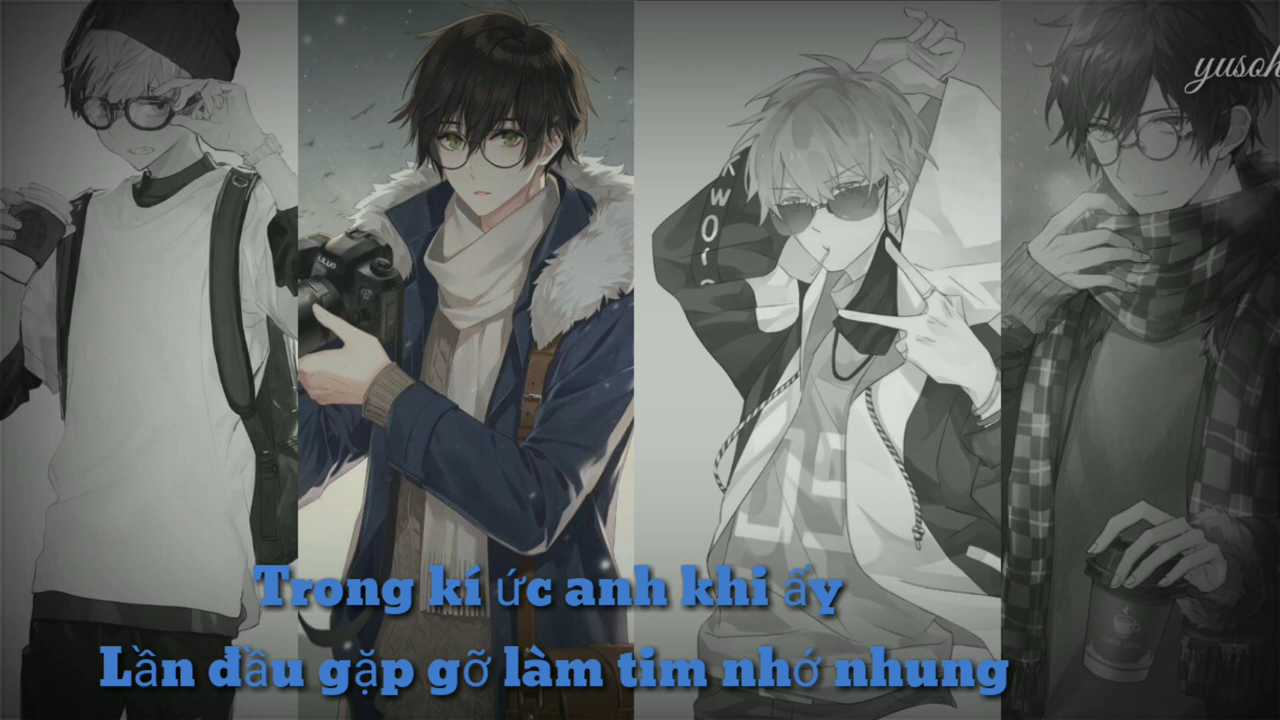 yusoh
Trong kí ức anh khi ấy
Lần đầu gặp gỡ làm tim nhớ nhung